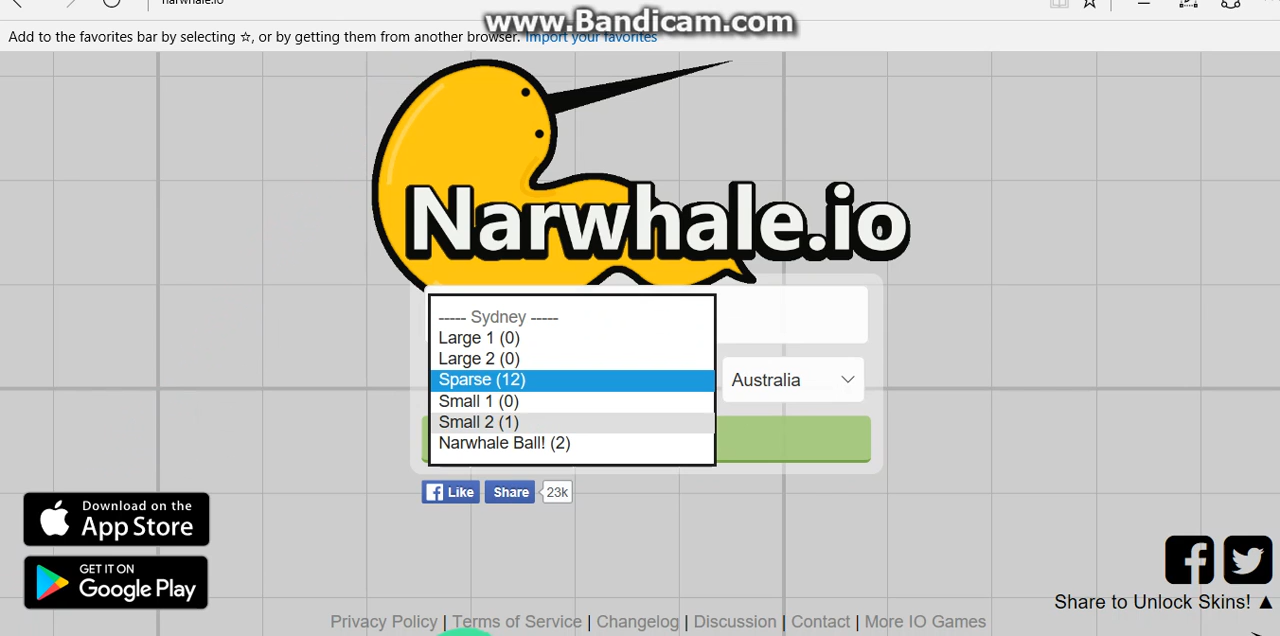 narwhale.io
www.Bandicam.com
Add to the favorites bar by selecting ☆, or by getting them from another browser. Import your favorites
Narwhale.io
----- Sydney -----
Large 1 (0)
Large 2 (0)
Sparse (12)
Australia
Small 1 (0)
Small 2 (1)
Narwhale Ball! (2)
Like Share 23k
Download on the
App Store
GET IT ON
Google Play
Share to Unlock Skins! ▲
Privacy Policy | Terms of Service | Changelog | Discussion | Contact | More IO Games